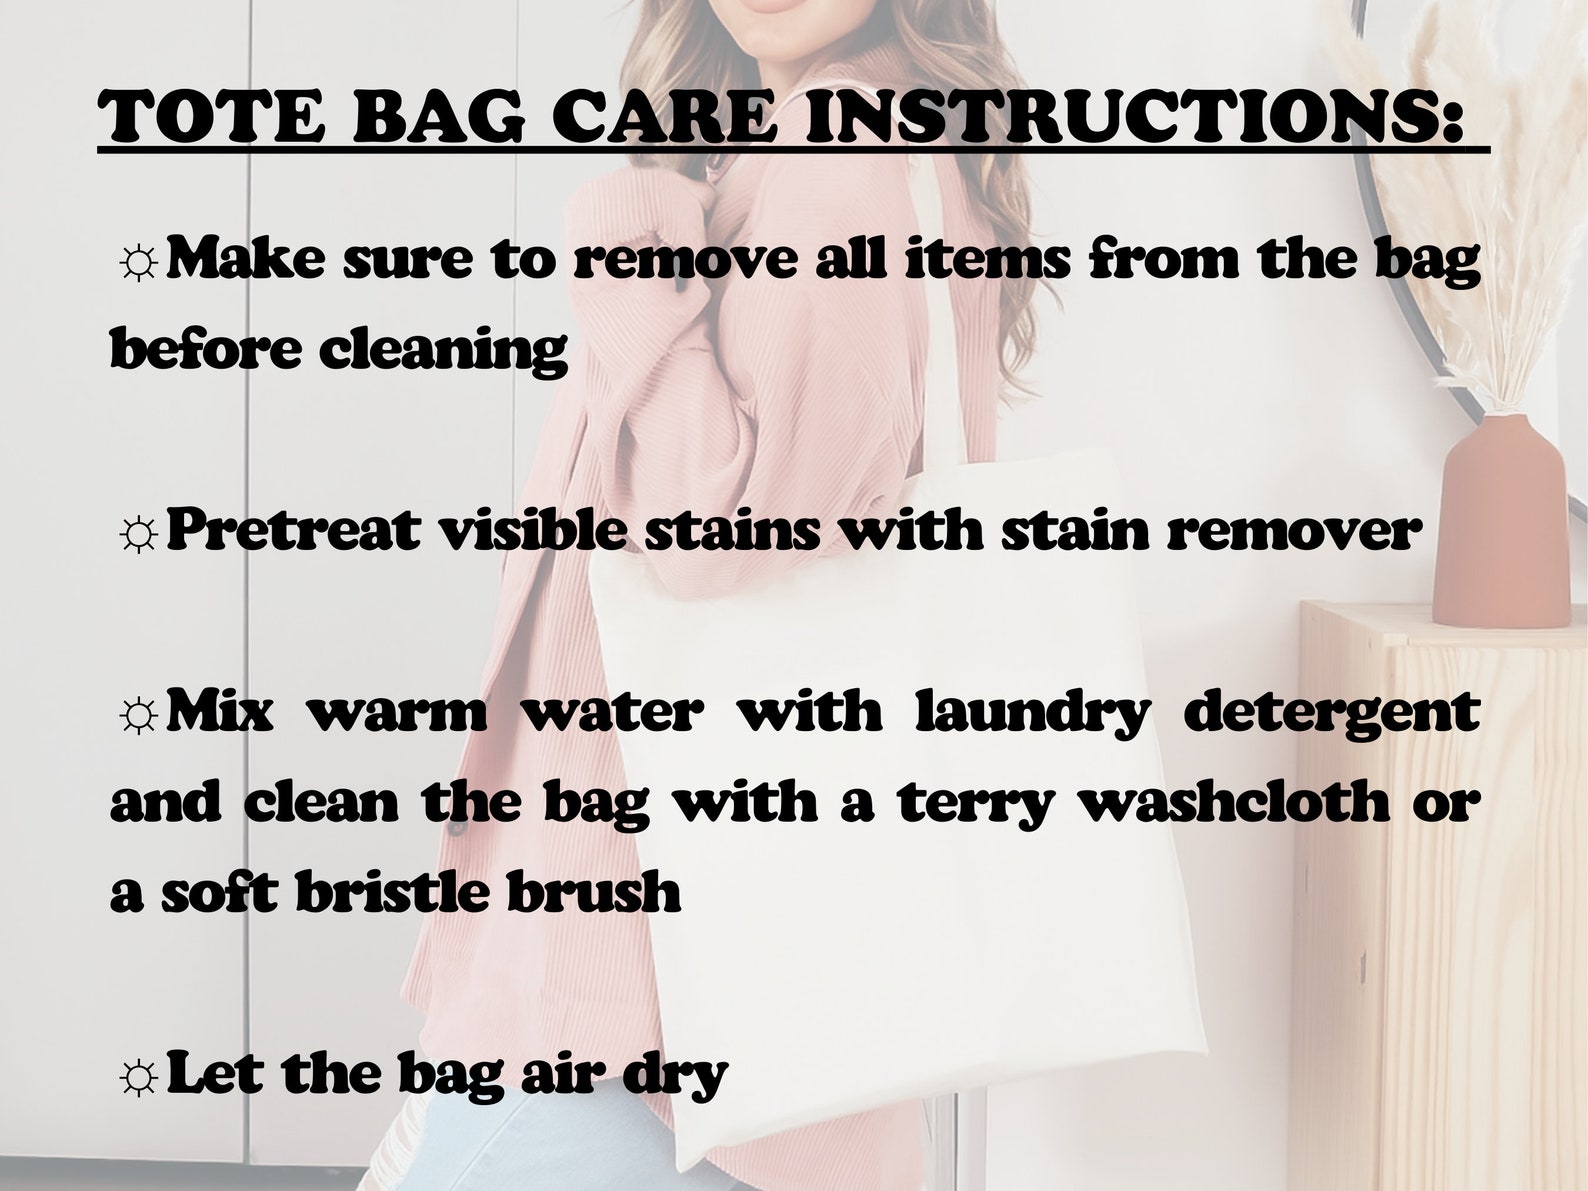 TOTE BAG CARE INSTRUCTIONS:
☼Make sure to remove all items from the bag
before cleaning
☼Pretreat visible stains with stain remover
☼Mix warm water with laundry detergent
and clean the bag with a terry washcloth or
a soft bristle brush
☼Let the bag air dry